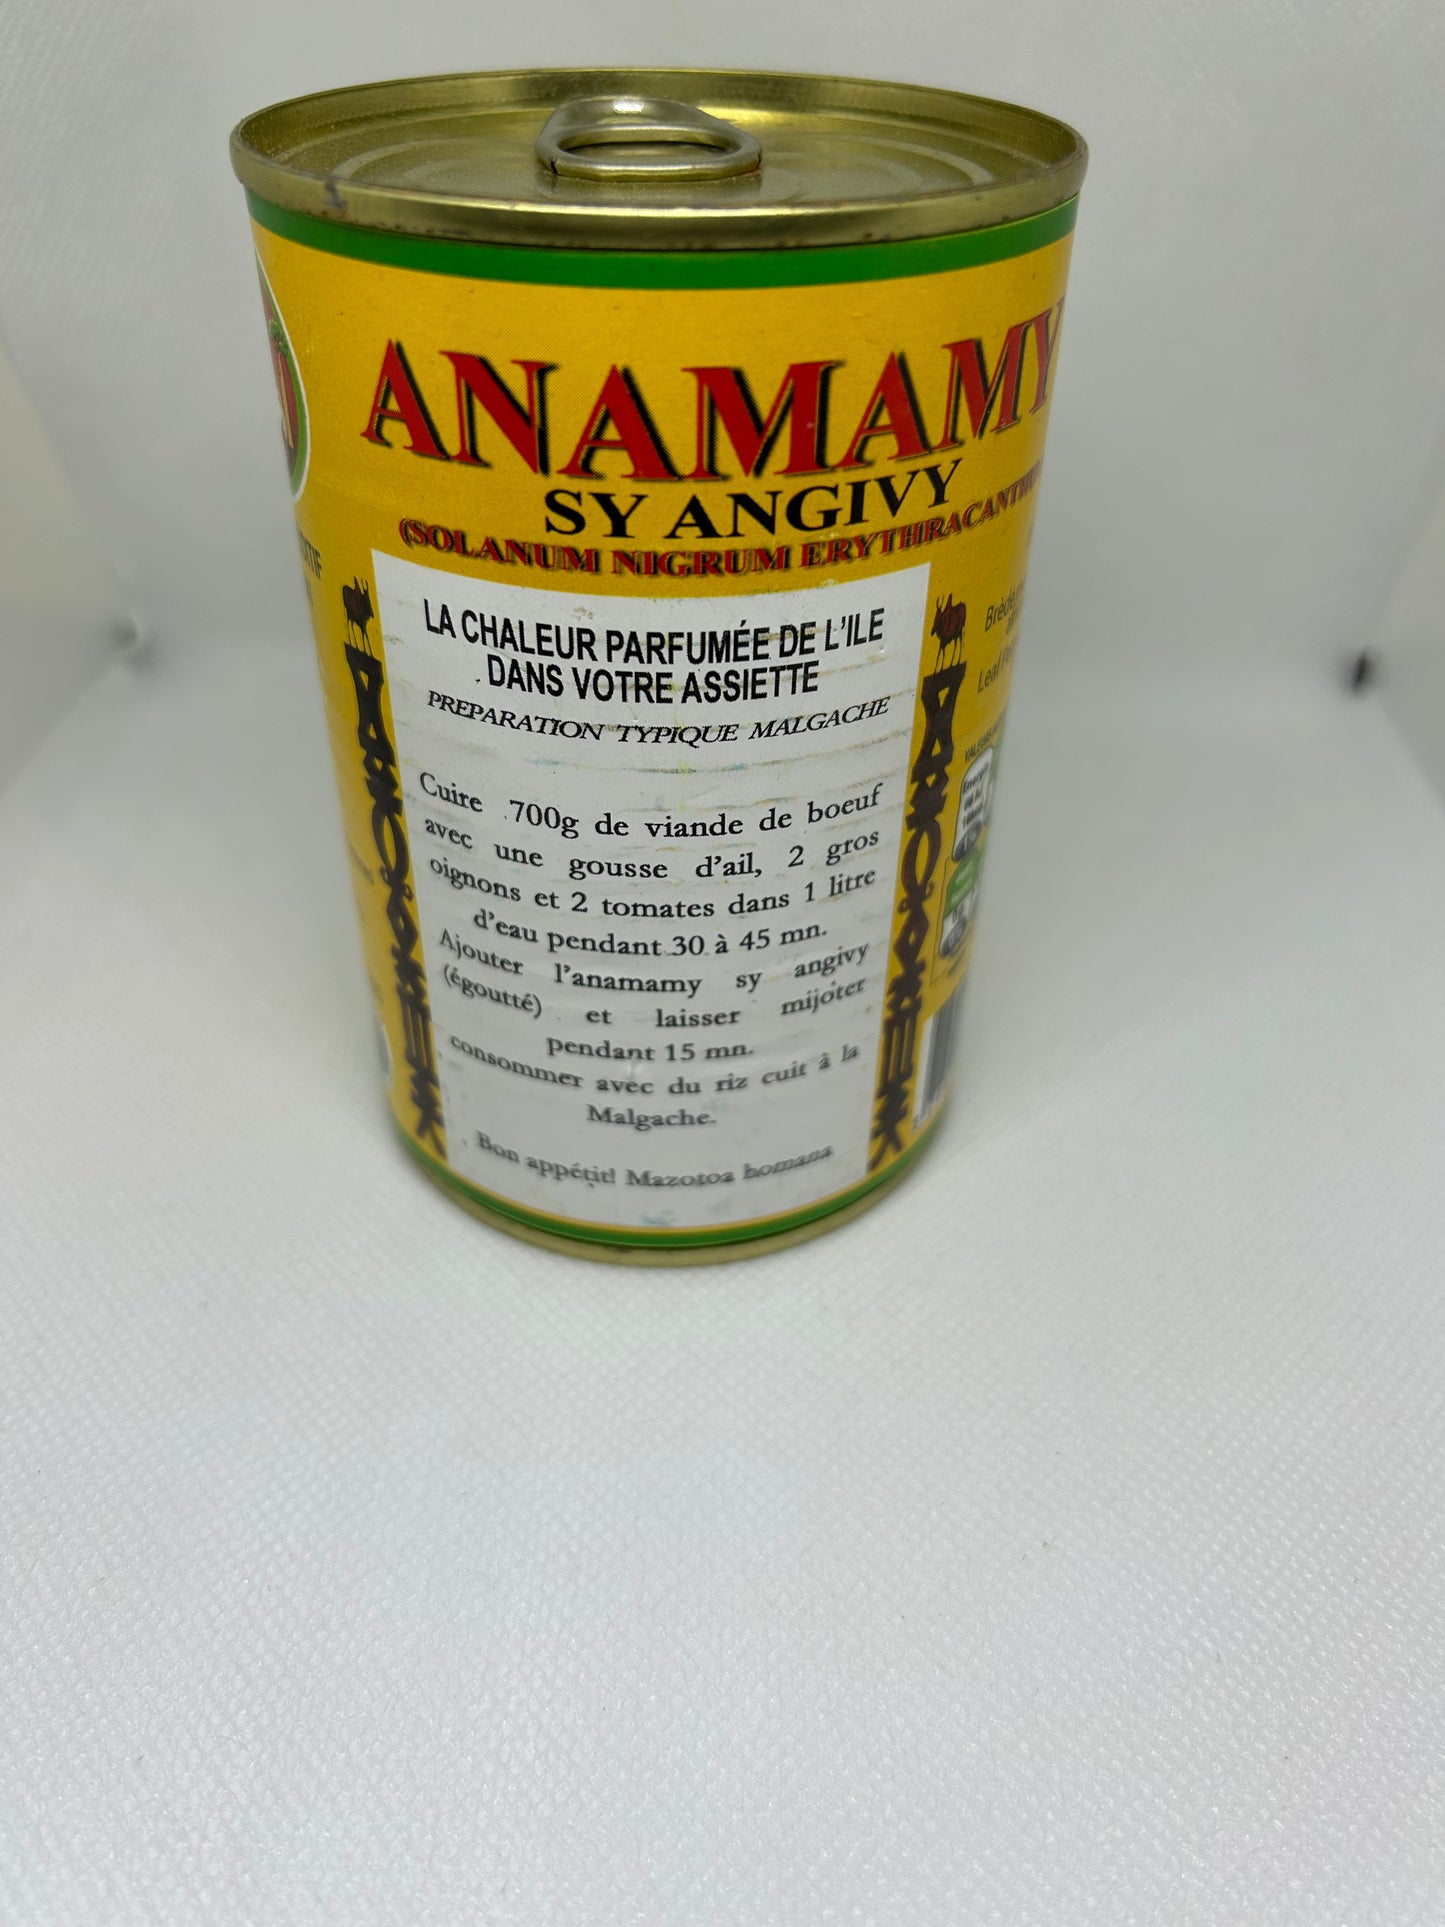 ANAMAMY
SY ANGIVY
(SOLANUM NIGRUM
LA CHALEUR PARFUMÉE DE L'ILE
DANS VOTRE ASSIETTE
PREPARATION TYPIQUE MALGACHE
Cuire 700g de viande de boeuf
avec une gousse d'ail, 2 gros
oignons et 2 tomates dans 1 litre
d'eau pendant 30 à 45 mn.
Ajouter l'anamamy sy angivy
(égoutté) et laisser mijoter
pendant 15 mn.
consommer avec du riz cuit à la
Malgache.
Bon appétit! Mazotoa homana